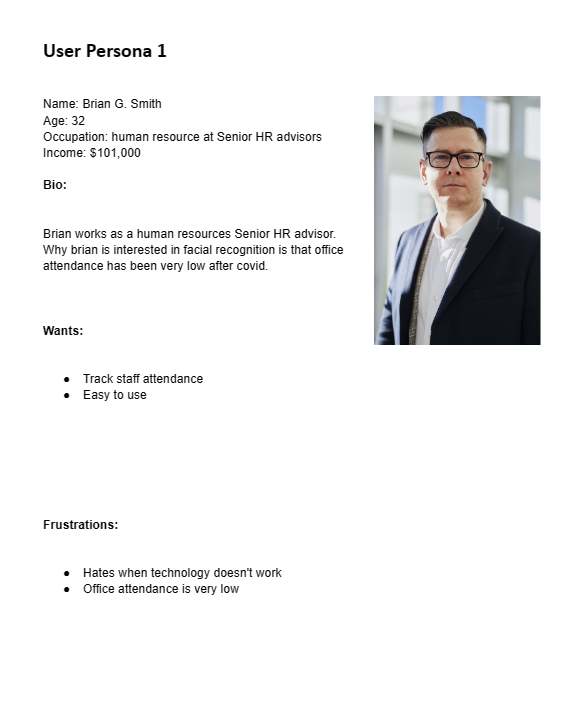 User Persona 1
Name: Brian G. Smith
Age: 32
Occupation: human resource at Senior HR advisors
Income: $101,000
Bio:
Brian works as a human resources Senior HR advisor.
Why brian is interested in facial recognition is that office
attendance has been very low after covid.
Wants:
● Track staff attendance
● Easy to use
Frustrations:
● Hates when technology doesn't work
● Office attendance is very low